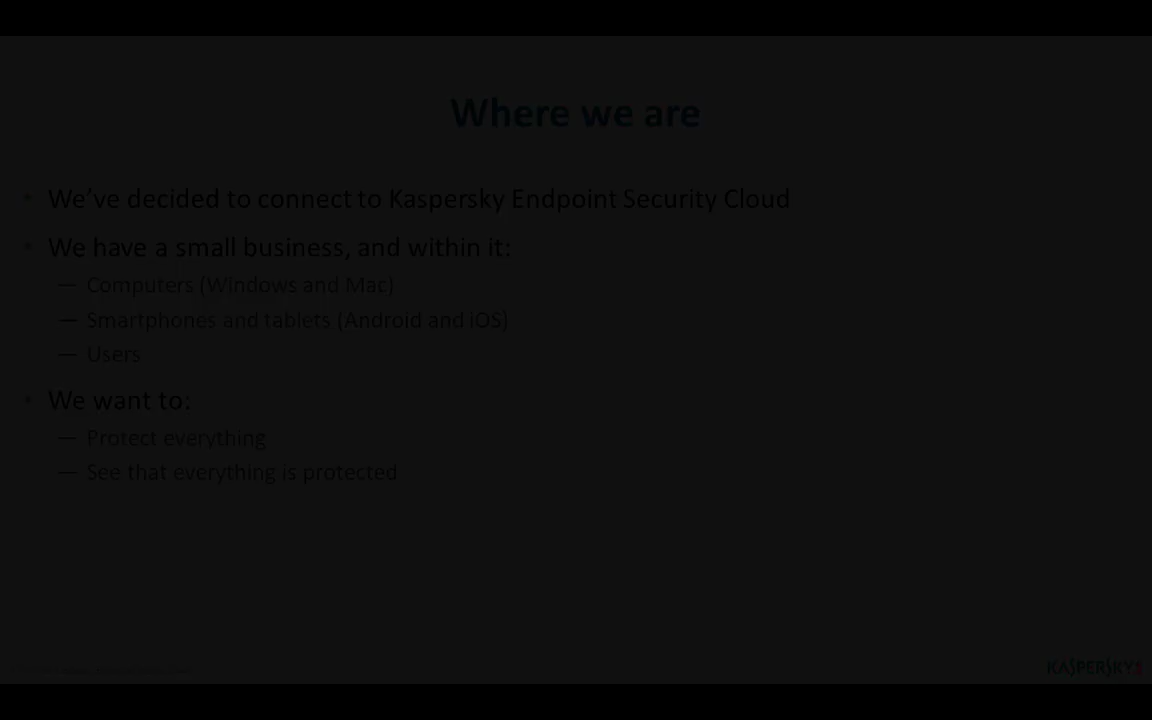 Where we are
• We’ve decided to connect to Kaspersky Endpoint Security Cloud
• We have a small business, and within it:
— Computers (Windows and Mac)
— Smartphones and tablets (Android and iOS)
— Users
• We want to:
— Protect everything
— See that everything is protected
KASPERSKY